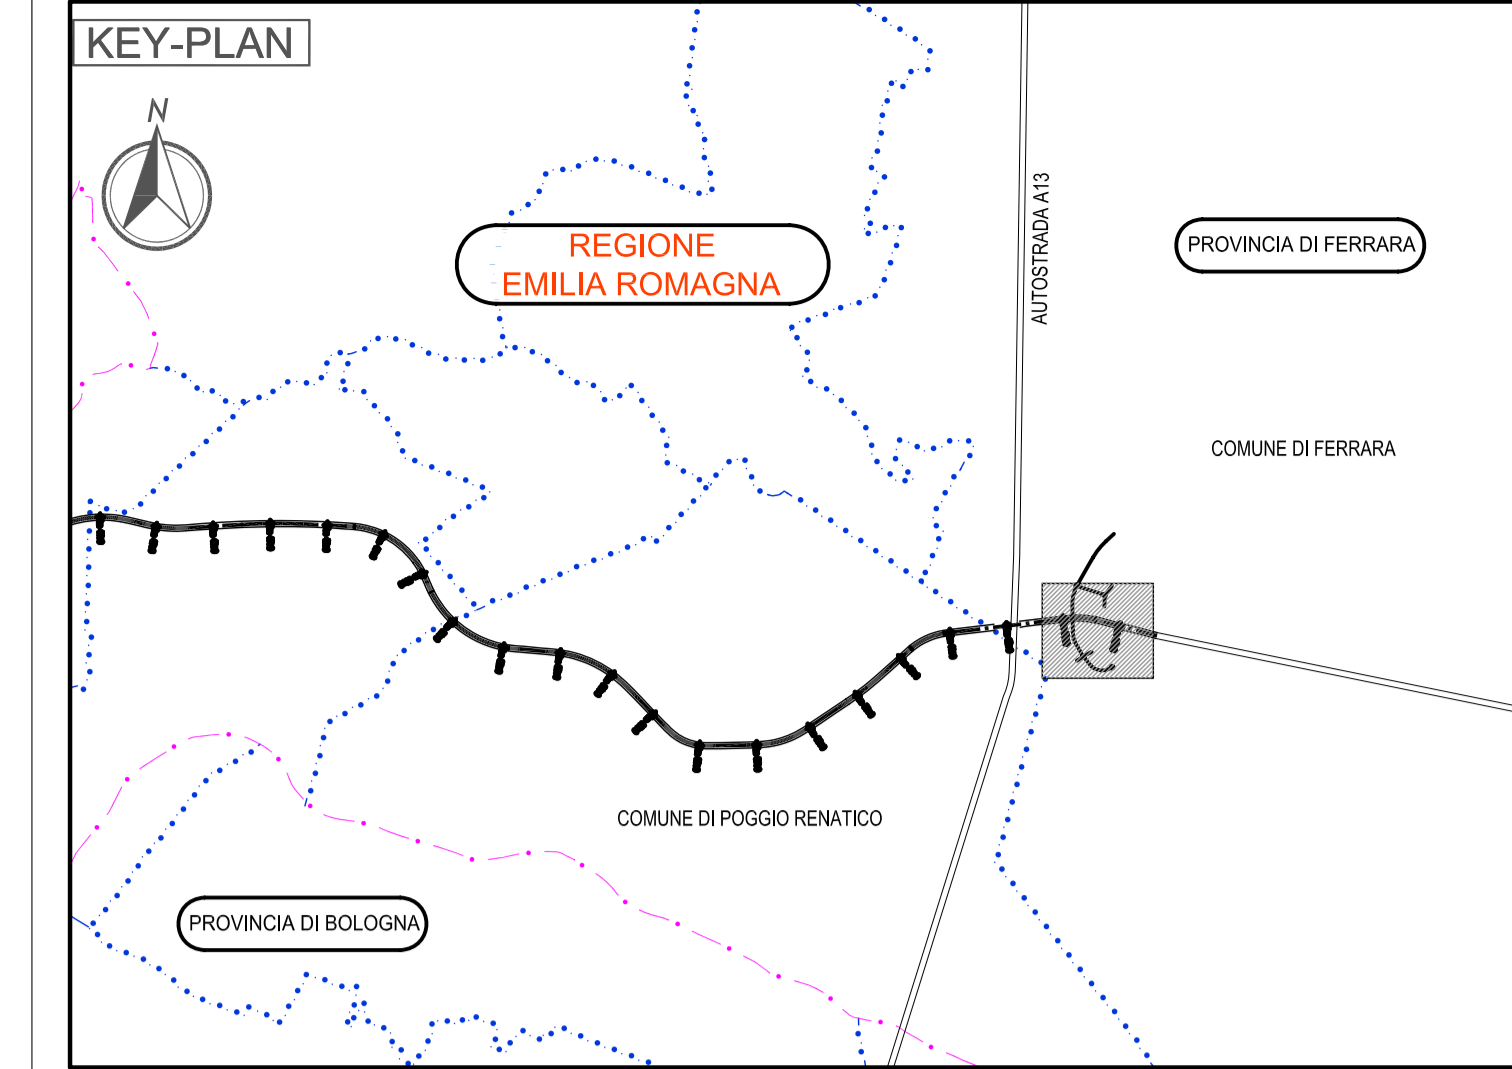 KEY-PLAN
N
REGIONE
EMILIA ROMAGNA
AUTOSTRADA A13
PROVINCIA DI FERRARA
COMUNE DI FERRARA
COMUNE DI POGGIO RENATICO
PROVINCIA DI BOLOGNA